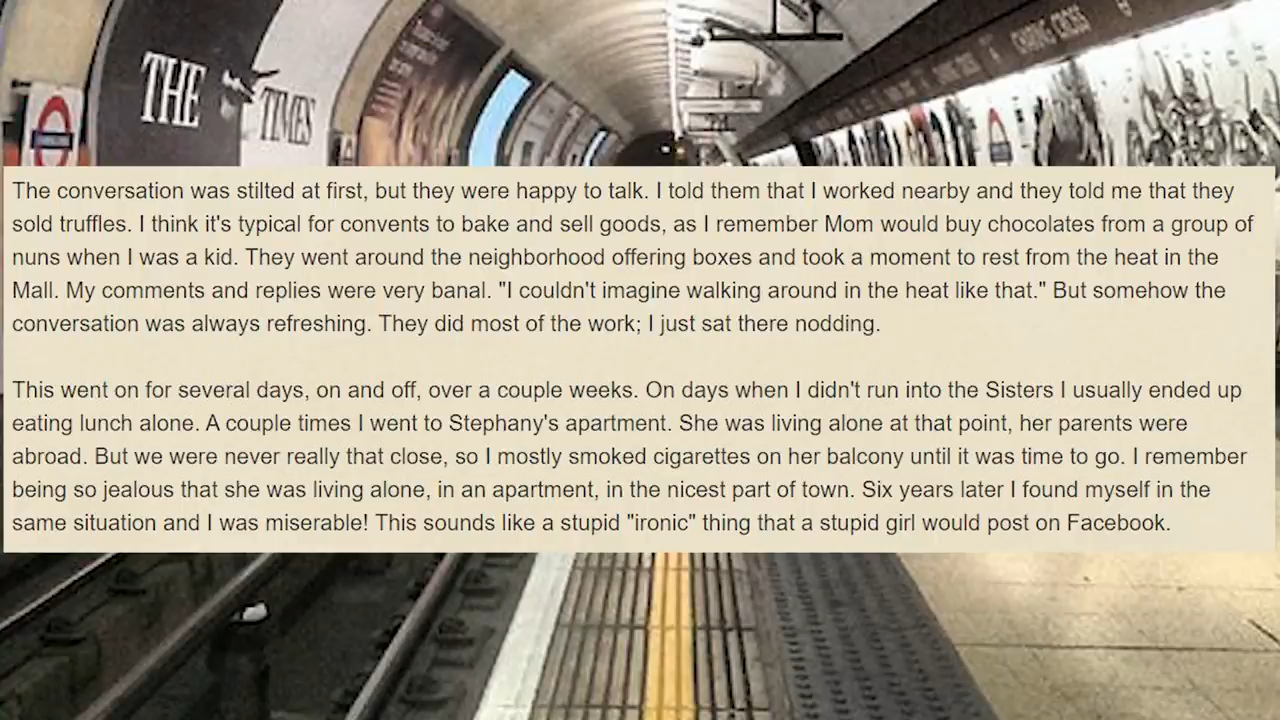 THE TIMES
CHARING CROSS
The conversation was stilted at first, but they were happy to talk. I told them that I worked nearby and they told me that they
sold truffles. I think it's typical for convents to bake and sell goods, as I remember Mom would buy chocolates from a group of
nuns when I was a kid. They went around the neighborhood offering boxes and took a moment to rest from the heat in the
Mall. My comments and replies were very banal. "I couldn't imagine walking around in the heat like that." But somehow the
conversation was always refreshing. They did most of the work; I just sat there nodding.
This went on for several days, on and off, over a couple weeks. On days when I didn't run into the Sisters I usually ended up
eating lunch alone. A couple times I went to Stephany's apartment. She was living alone at that point, her parents were
abroad. But we were never really that close, so I mostly smoked cigarettes on her balcony until it was time to go. I remember
being so jealous that she was living alone, in an apartment, in the nicest part of town. Six years later I found myself in the
same situation and I was miserable! This sounds like a stupid "ironic" thing that a stupid girl would post on Facebook.